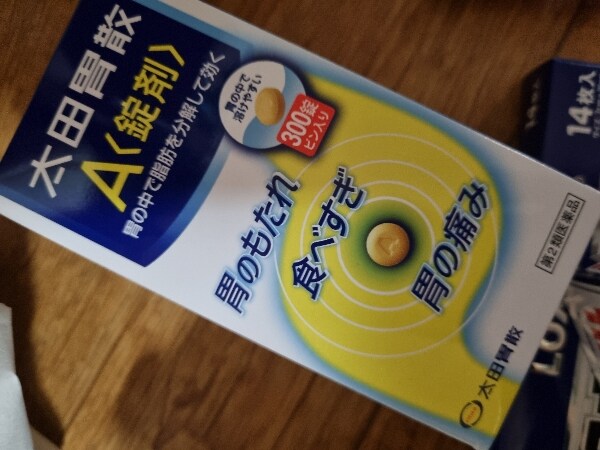 太田胃散
A〈錠剤〉
胃の中で脂肪を分解して効く
胃の中で
溶けやすい
300錠
ビン入り
胃のもたれ
食べすぎ
胃の痛み
第2類医薬品
太田胃散
14枚入
LO